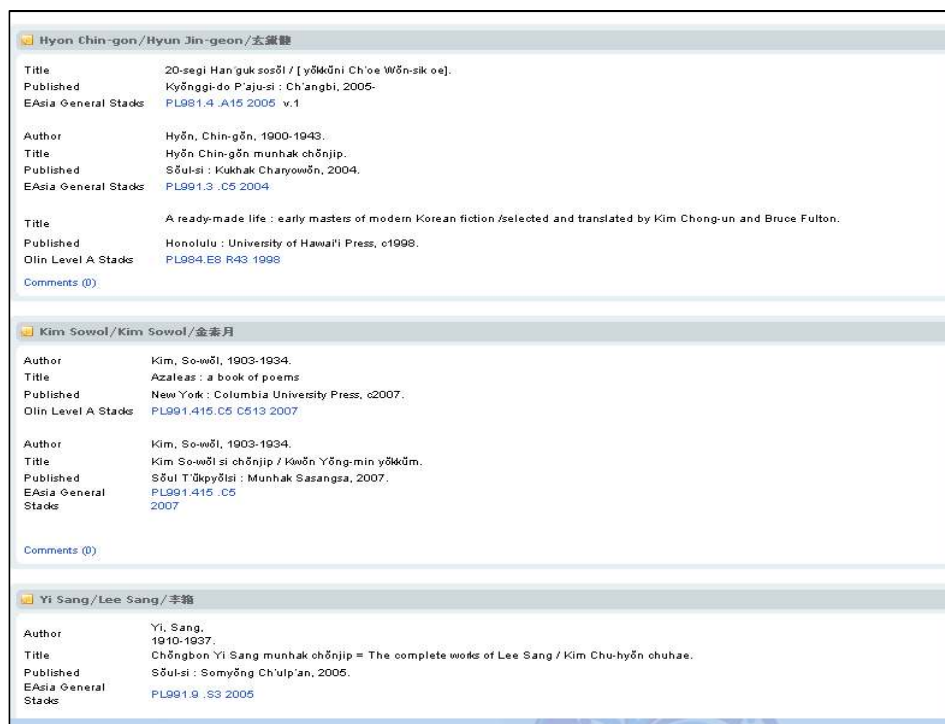 Hyon Chin-gon/Hyun Jin-geon/玄鎭健
Title 20-segi Han'guk sosŏl / [ yŏkkŭni Ch'oe Wŏn-sik oe].
Published Kyŏnggi-do P'aju-si : Ch'angbi, 2005-
EAsia General Stacks PL981.4 .A15 2005 v.1
Author Hyŏn, Chin-gŏn, 1900-1943.
Title Hyŏn Chin-gŏn munhak chŏnjip.
Published Sŏul-si : Kukhak Charyowŏn, 2004.
EAsia General Stacks PL991.3 .C5 2004
Title A ready-made life : early masters of modern Korean fiction /selected and translated by Kim Chong-un and Bruce Fulton.
Published Honolulu : University of Hawai'i Press, c1998.
Olin Level A Stacks PL984.E8 R43 1998
Comments (0)
Kim Sowol/Kim Sowol/金素月
Author Kim, So-wŏl, 1903-1934.
Title Azaleas : a book of poems
Published New York : Columbia University Press, c2007.
Olin Level A Stacks PL991.415.C5 C513 2007
Author Kim, So-wŏl, 1903-1934.
Title Kim So-wŏl si chŏnjip / Kwŏn Yŏng-min yŏkkŭm.
Published Sŏul T'ŭkpyŏlsi : Munhak Sasangsa, 2007.
EAsia General PL991.415 .C5
Stacks 2007
Comments (0)
Yi Sang/Lee Sang/李箱
Author Yi, Sang,
1910-1937.
Title Chŏngbon Yi Sang munhak chŏnjip = The complete works of Lee Sang / Kim Chu-hyŏn chuhae.
Published Sŏul-si : Somyŏng Ch'ulp'an, 2005.
EAsia General
Stacks PL991.9 .S3 2005